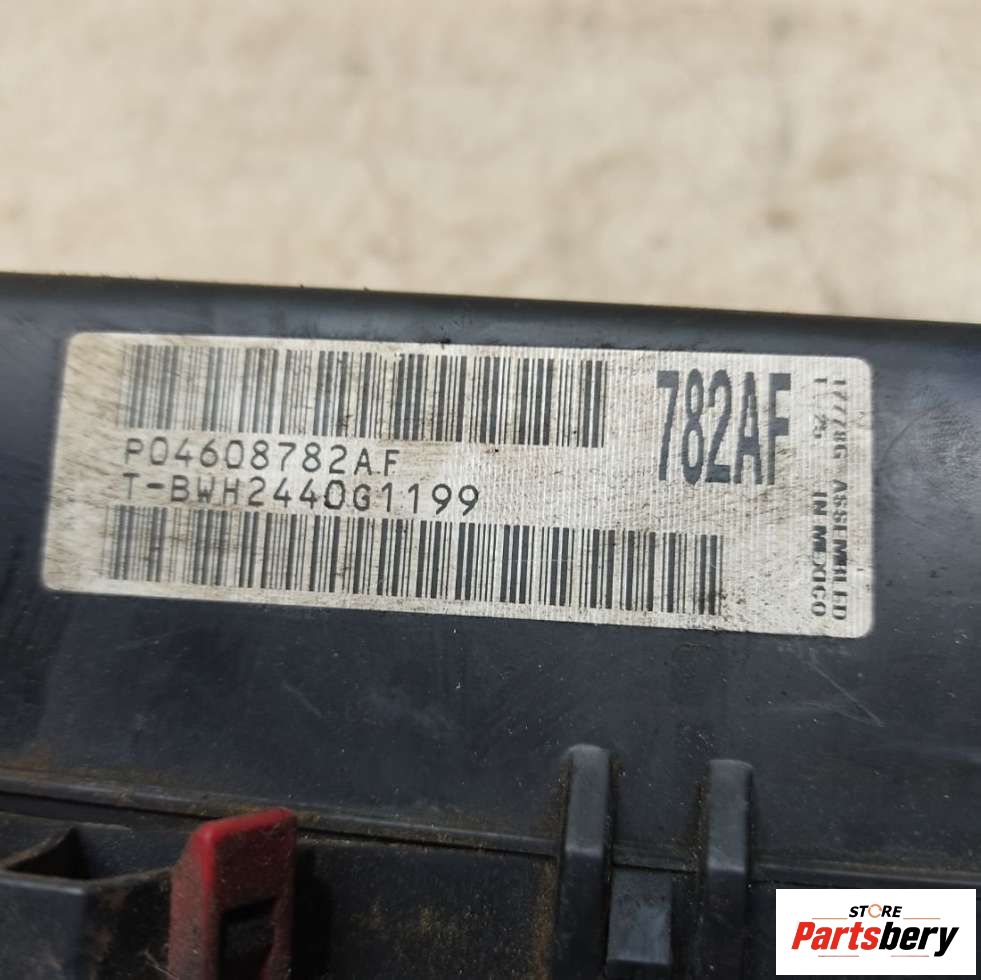 P04608782AF
T-BWH2440G1199
782AF
ASSEMBLED
IN MEXICO
STORE
Partsbery